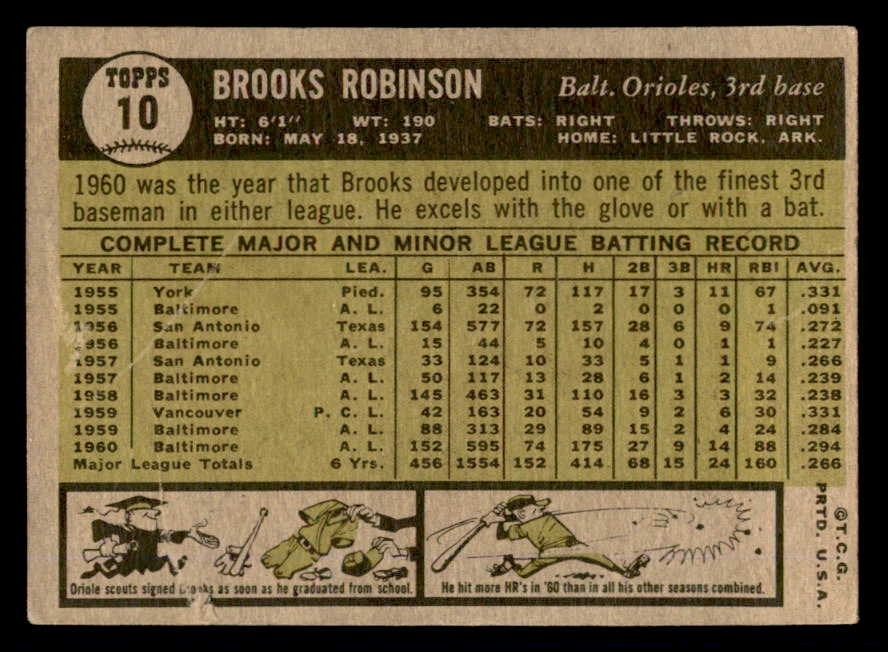 TOPPS
10
BROOKS ROBINSON Balt. Orioles, 3rd base
HT: 6'1" WT: 190 BATS: RIGHT THROWS: RIGHT
BORN: MAY 18, 1937 HOME: LITTLE ROCK, ARK.
1960 was the year that Brooks developed into one of the finest 3rd
baseman in either league. He excels with the glove or with a bat.
COMPLETE MAJOR AND MINOR LEAGUE BATTING RECORD
YEAR TEAM LEA. G AB R H 2B 3B HR RBI AVG.
1955 York Pied. 95 354 72 117 17 3 11 67 .331
1955 Baltimore A. L. 6 22 0 2 0 0 0 1 .091
1956 San Antonio Texas 154 577 72 157 28 6 9 74 .272
1956 Baltimore A. L. 15 44 5 10 4 0 1 1 .227
1957 San Antonio Texas 33 124 10 33 5 1 1 9 .266
1957 Baltimore A. L. 50 117 13 28 6 1 2 14 .239
1958 Baltimore A. L. 145 463 31 110 16 3 3 32 .238
1959 Vancouver P. C. L. 42 163 20 54 9 2 6 30 .331
1959 Baltimore A. L. 88 313 29 89 15 2 4 24 .284
1960 Baltimore A. L. 152 595 74 175 27 9 14 88 .294
Major League Totals 6 Yrs. 456 1554 152 414 68 15 24 160 .266
Oriole scouts signed Brooks as soon as he graduated from school.
He hit more HR's in '60 than in all his other seasons combined.
©T.C.G.
PRTD. U.S.A.